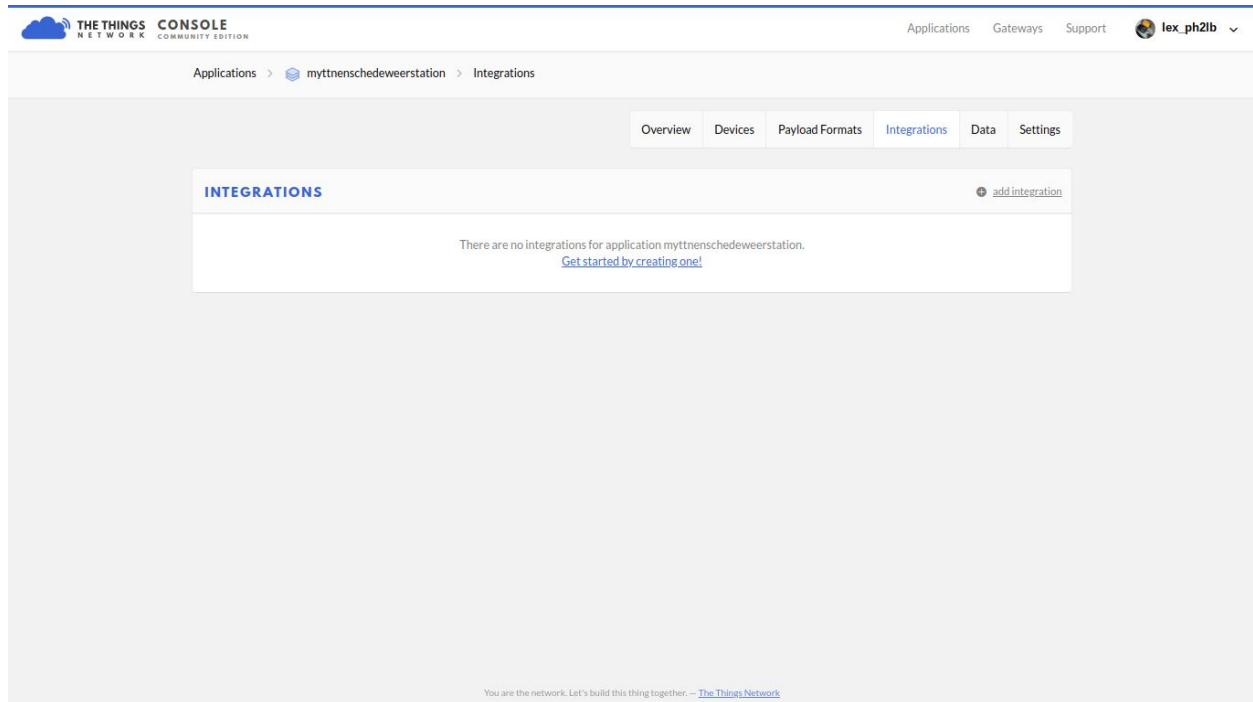 THE THINGS CONSOLE
NETWORK COMMUNITY EDITION
Applications Gateways Support lex_ph2lb
Applications > myttnenschedeweerstation > Integrations
Overview Devices Payload Formats Integrations Data Settings
INTEGRATIONS add integration
There are no integrations for application myttnenschedeweerstation.
Get started by creating one!
You are the network. Let's build this thing together. — The Things Network